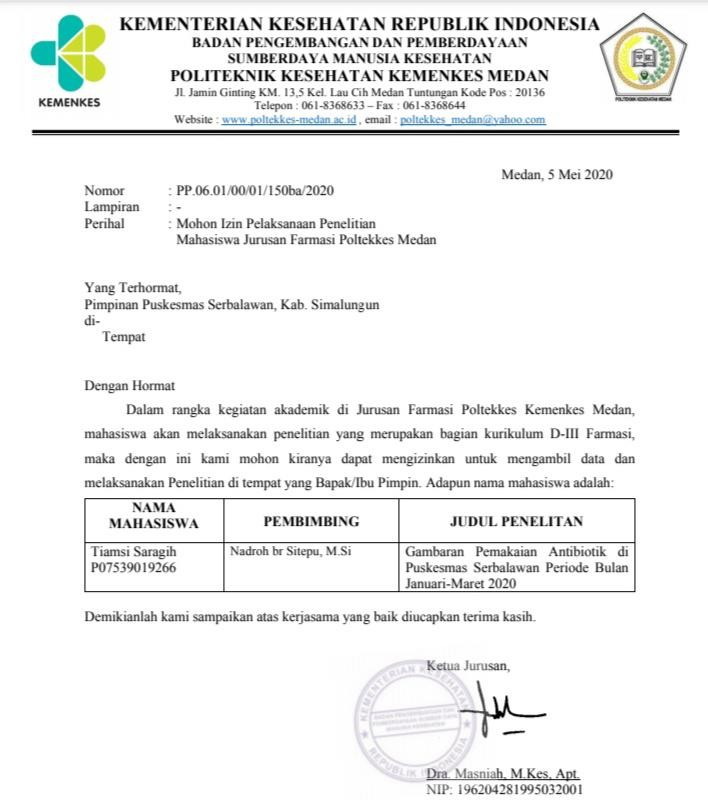 KEMENKES
KEMENTERIAN KESEHATAN REPUBLIK INDONESIA
BADAN PENGEMBANGAN DAN PEMBERDAYAAN
SUMBERDAYA MANUSIA KESEHATAN
POLITEKNIK KESEHATAN KEMENKES MEDAN
Jl. Jamin Ginting KM. 13,5 Kel. Lau Cih Medan Tuntungan Kode Pos : 20136
Telepon : 061-8368633 – Fax : 061-8368644
Website : www.poltekkes-medan.ac.id , email : poltekkes_medan@yahoo.com
POLITEKNIK KESEHATAN MEDAN
Medan, 5 Mei 2020
Nomor : PP.06.01/00/01/150ba/2020
Lampiran : -
Perihal : Mohon Izin Pelaksanaan Penelitian
Mahasiswa Jurusan Farmasi Poltekkes Medan
Yang Terhormat,
Pimpinan Puskesmas Serbalawan, Kab. Simalungun
di-
Tempat
Dengan Hormat
Dalam rangka kegiatan akademik di Jurusan Farmasi Poltekkes Kemenkes Medan,
mahasiswa akan melaksanakan penelitian yang merupakan bagian kurikulum D-III Farmasi,
maka dengan ini kami mohon kiranya dapat mengizinkan untuk mengambil data dan
melaksanakan Penelitian di tempat yang Bapak/Ibu Pimpin. Adapun nama mahasiswa adalah:
NAMA
MAHASISWA
PEMBIMBING
JUDUL PENELITAN
Tiamsi Saragih
P07539019266
Nadroh br Sitepu, M.Si
Gambaran Pemakaian Antibiotik di
Puskesmas Serbalawan Periode Bulan
Januari-Maret 2020
Demikianlah kami sampaikan atas kerjasama yang baik diucapkan terima kasih.
Ketua Jurusan,
KEMENTERIAN KESEHATAN
BADAN PENGEMBANGAN DAN
PEMBERDAYAAN SUMBER DAYA
MANUSIA KESEHATAN
REPUBLIK INDONESIA
Dra. Masniah, M.Kes, Apt.
NIP: 196204281995032001